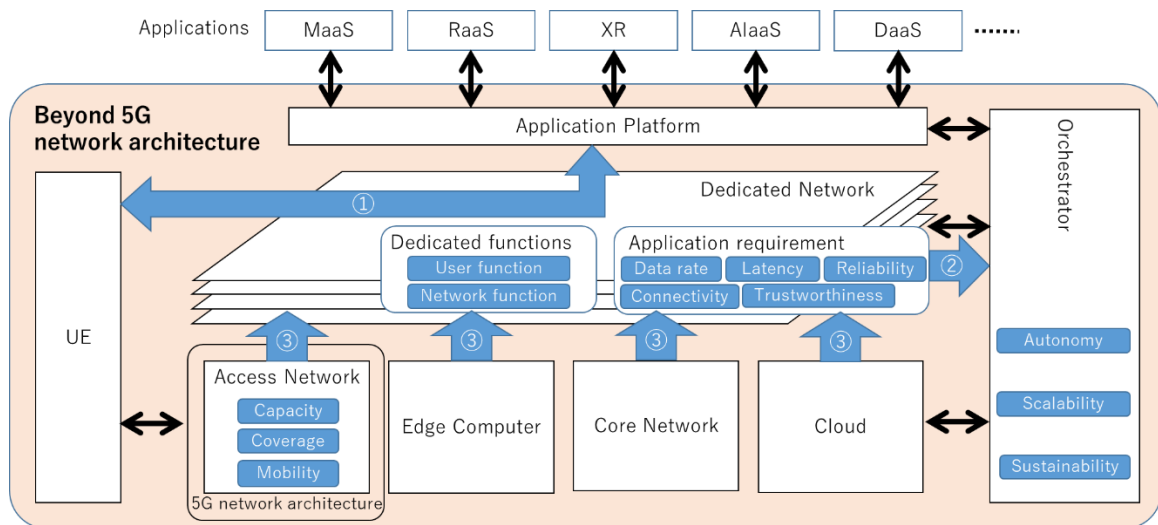 Applications
MaaS
RaaS
XR
AIaaS
DaaS
........
Beyond 5G
network architecture
Application Platform
Orchestrator
①
Dedicated Network
Dedicated functions
User function
Network function
Application requirement
Data rate
Latency
Reliability
Connectivity
Trustworthiness
②
UE
③
③
③
③
Access Network
Capacity
Coverage
Mobility
5G network architecture
Edge Computer
Core Network
Cloud
Autonomy
Scalability
Sustainability